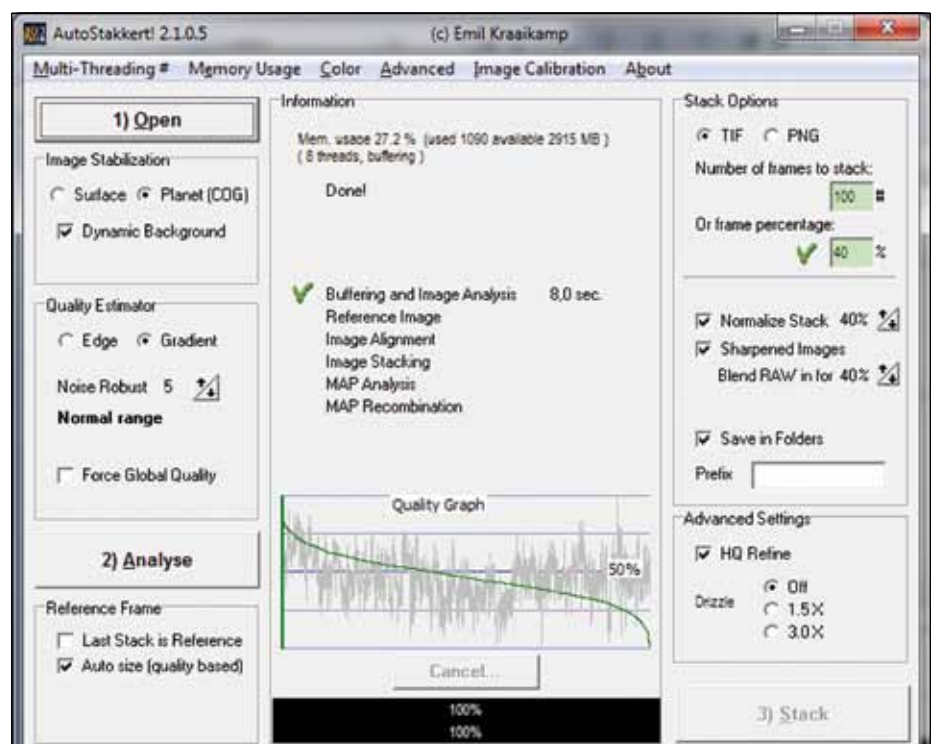 AutoStakkert! 2.1.0.5 (c) Emil Kraaikamp
Multi-Threading # Memory Usage Color Advanced Image Calibration About
1) Open
Image Stabilization
Surface Planet (COG)
Dynamic Background
Quality Estimator
Edge Gradient
Noise Robust 5
Normal range
Force Global Quality
2) Analyse
Reference Frame
Last Stack is Reference
Auto size (quality based)
Information
Mem. usage 27.2 % (used 1090 available 2915 MB )
( 8 threads, buffering )
Done!
Buffering and Image Analysis 8,0 sec.
Reference Image
Image Alignment
Image Stacking
MAP Analysis
MAP Recombination
Quality Graph
50%
Cancel...
100%
100%
Stack Options
TIF PNG
Number of frames to stack:
100 #
Or frame percentage:
40 %
Normalize Stack 40%
Sharpened Images
Blend RAW in for 40%
Save in Folders
Prefix
Advanced Settings
HQ Refine
Drizzle
Off
1.5X
3.0X
3) Stack